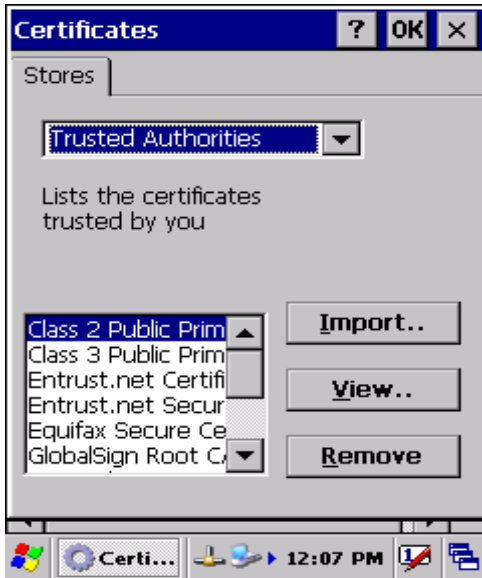 Certificates ? OK ×
Stores
Trusted Authorities
Lists the certificates
trusted by you
Class 2 Public Prim
Class 3 Public Prim
Entrust.net Certifi
Entrust.net Secur
Equifax Secure Ce
GlobalSign Root
Import..
View..
Remove
Certi... 12:07 PM